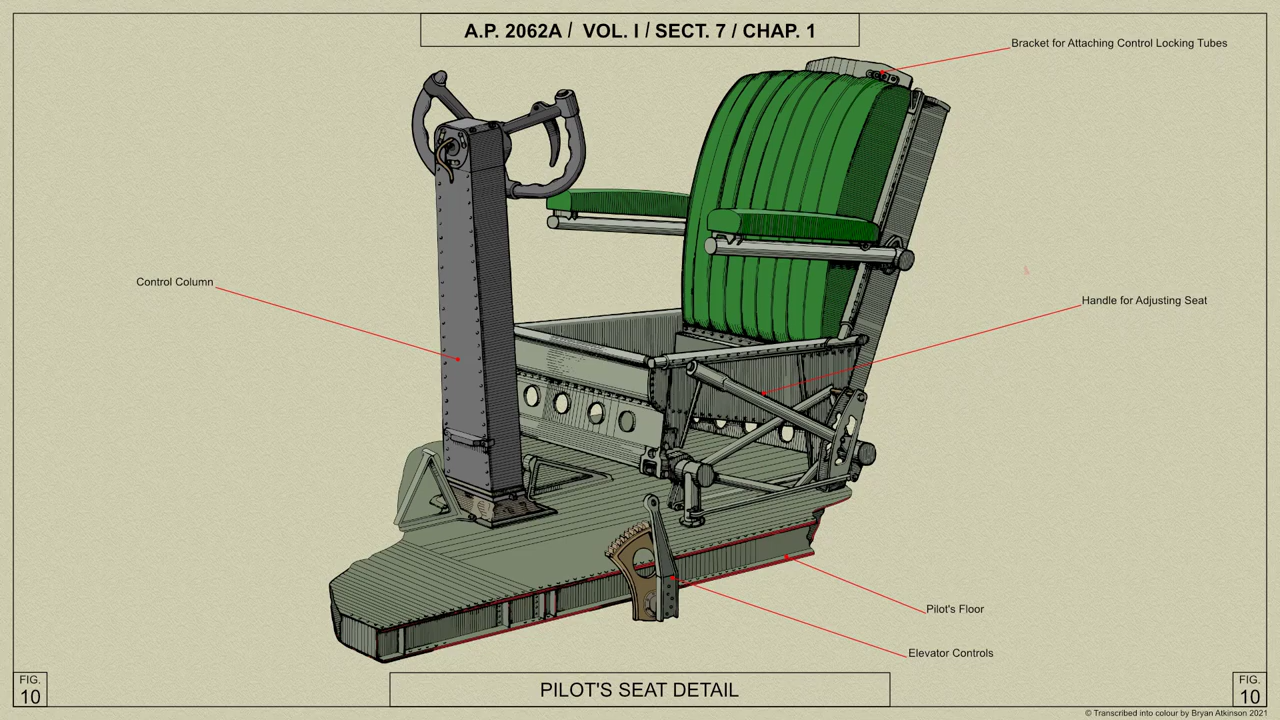 A.P. 2062A / VOL. I / SECT. 7 / CHAP. 1
Bracket for Attaching Control Locking Tubes
Control Column
Handle for Adjusting Seat
Pilot's Floor
Elevator Controls
FIG.
10
PILOT'S SEAT DETAIL
FIG.
10
© Transcribed into colour by Bryan Atkinson 2021